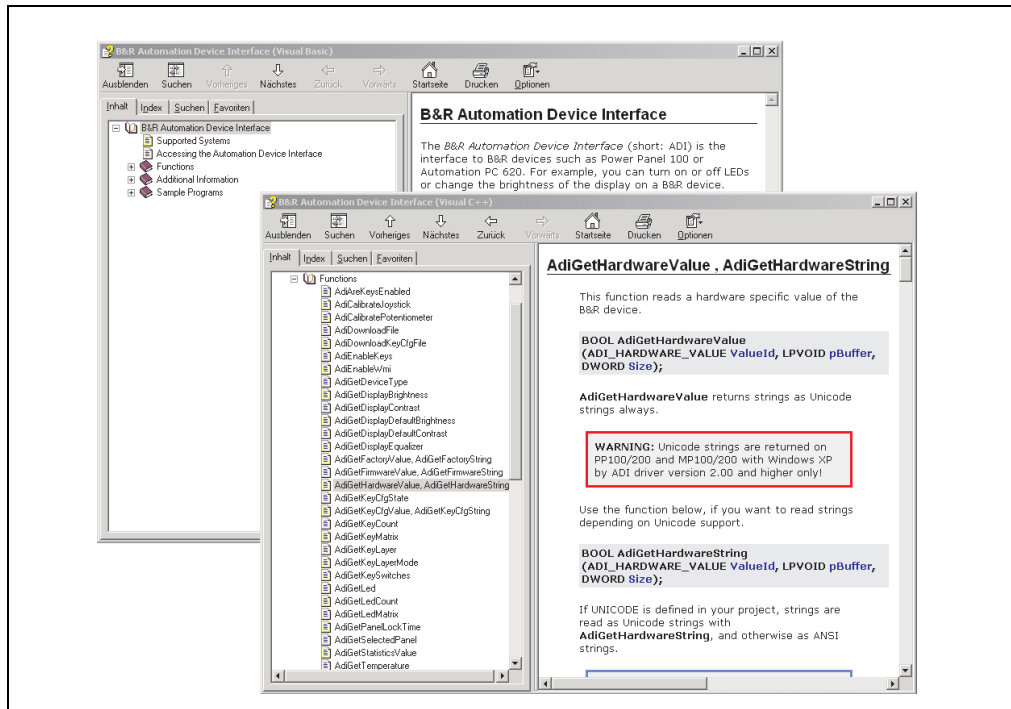 B&R Automation Device Interface (Visual Basic)
Ausblenden Suchen Vorheriges Nächstes Zurück Vorwärts Startseite Drucken Optionen
Inhalt Index Suchen Favoriten
B&R Automation Device Interface
Supported Systems
Accessing the Automation Device Interface
Functions
Additional Information
Sample Programs
B&R Automation Device Interface
The B&R Automation Device Interface (short: ADI) is the
interface to B&R devices such as Power Panel 100 or
Automation PC 620. For example, you can turn on or off LEDs
or change the brightness of the display on a B&R device.
B&R Automation Device Interface (Visual C++)
Ausblenden Suchen Vorheriges Nächstes Zurück Vorwärts Startseite Drucken Optionen
Inhalt Index Suchen Favoriten
Functions
AdiAreKeysEnabled
AdiCalibrateJoystick
AdiCalibratePotentiometer
AdiDownloadFile
AdiDownloadKeyCfgFile
AdiEnableKeys
AdiEnableWmi
AdiGetDeviceType
AdiGetDisplayBrightness
AdiGetDisplayContrast
AdiGetDisplayDefaultBrightness
AdiGetDisplayDefaultContrast
AdiGetDisplayEqualizer
AdiGetFactoryValue, AdiGetFactoryString
AdiGetFirmwareValue, AdiGetFirmwareString
AdiGetHardwareValue, AdiGetHardwareString
AdiGetKeyCfgState
AdiGetKeyCfgValue, AdiGetKeyCfgString
AdiGetKeyCount
AdiGetKeyMatrix
AdiGetKeyLayer
AdiGetKeyLayerMode
AdiGetKeySwitches
AdiGetLed
AdiGetLedCount
AdiGetLedMatrix
AdiGetPanelLockTime
AdiGetSelectedPanel
AdiGetStatisticsValue
AdiGetTemperature
AdiGetHardwareValue , AdiGetHardwareString
This function reads a hardware specific value of the
B&R device.
BOOL AdiGetHardwareValue
(ADI_HARDWARE_VALUE ValueId, LPVOID pBuffer,
DWORD Size);
AdiGetHardwareValue returns strings as Unicode
strings always.
WARNING: Unicode strings are returned on
PP100/200 and MP100/200 with Windows XP
by ADI driver version 2.00 and higher only!
Use the function below, if you want to read strings
depending on Unicode support.
BOOL AdiGetHardwareString
(ADI_HARDWARE_VALUE ValueId, LPVOID pBuffer,
DWORD Size);
If UNICODE is defined in your project, strings are
read as Unicode strings with
AdiGetHardwareString, and otherwise as ANSI
strings.